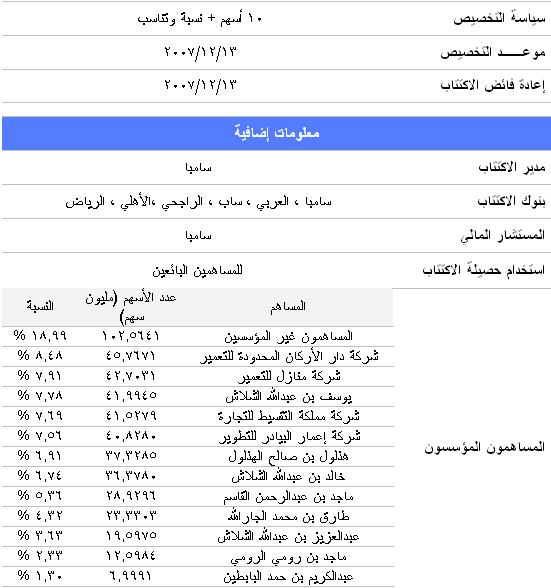 سياسة التخصيص ١٠ أسهم + نسبة وتناسب
موعـــد التخصيص ٢٠٠٧/١٢/١٣
إعادة فائض الاكتتاب ٢٠٠٧/١٢/١٣
معلومات إضافية
مدير الاكتتاب سامبا
بنوك الاكتتاب سامبا ، العربي ، ساب ، الراجحي ،الأهلي ، الرياض
المستشار المالي سامبا
استخدام حصيلة الاكتتاب للمساهمين البائعين
المساهمون المؤسسون
المساهم عدد الأسهم (مليون سهم) النسبة
المساهمون غير المؤسسين ١٠٢,٥٦٤١ ١٨,٩٩ %
شركة دار الأركان المحدودة للتعمير ٤٥,٧٦٧١ ٨,٤٨ %
شركة منازل للتعمير ٤٢,٧٠٣١ ٧,٩١ %
يوسف بن عبدالله الشلاش ٤١,٩٩٤٥ ٧,٧٨ %
شركة مملكة التقسيط للتجارة ٤١,٥٢٧٩ ٧,٦٩ %
شركة إعمار البيادر للتطوير ٤٠,٨٢٨٠ ٧,٥٦ %
هذلول بن صالح الهذلول ٣٧,٣٢٨٥ ٦,٩١ %
خالد بن عبدالله الشلاش ٣٦,٣٧٨٠ ٦,٧٤ %
ماجد بن عبدالرحمن القاسم ٢٨,٩٢٩٦ ٥,٣٦ %
طارق بن محمد الجارالله ٢٣,٣٣٠٣ ٤,٣٢ %
عبدالعزيز بن عبدالله الشلاش ١٩,٥٩٧٥ ٣,٦٣ %
ماجد بن رومي الرومي ١٢,٥٩٨٤ ٢,٣٣ %
عبدالكريم بن حمد البابطين ٦,٩٩٩١ ١,٣٠ %